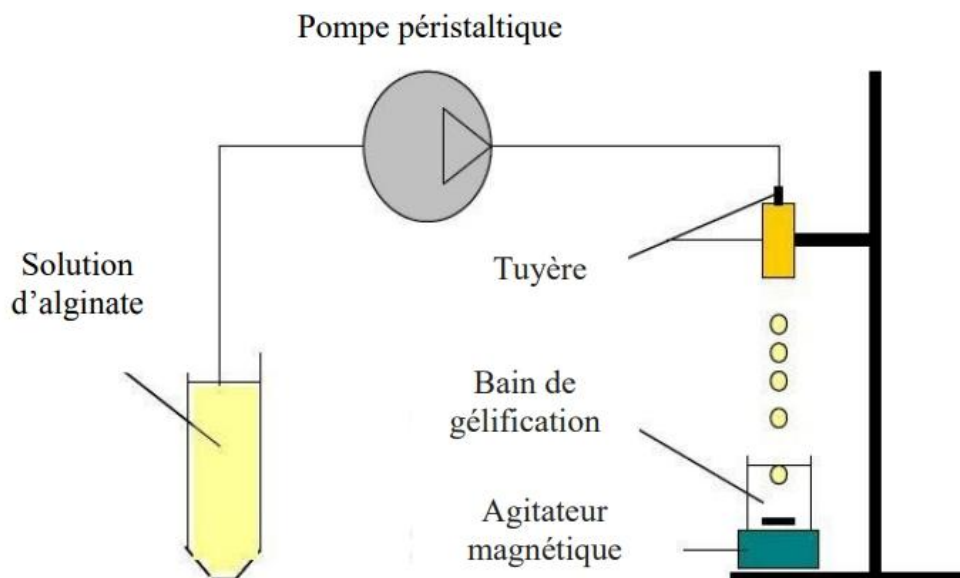 Pompe péristaltique
Solution
d'alginate
Tuyère
Bain de
gélification
Agitateur
magnétique